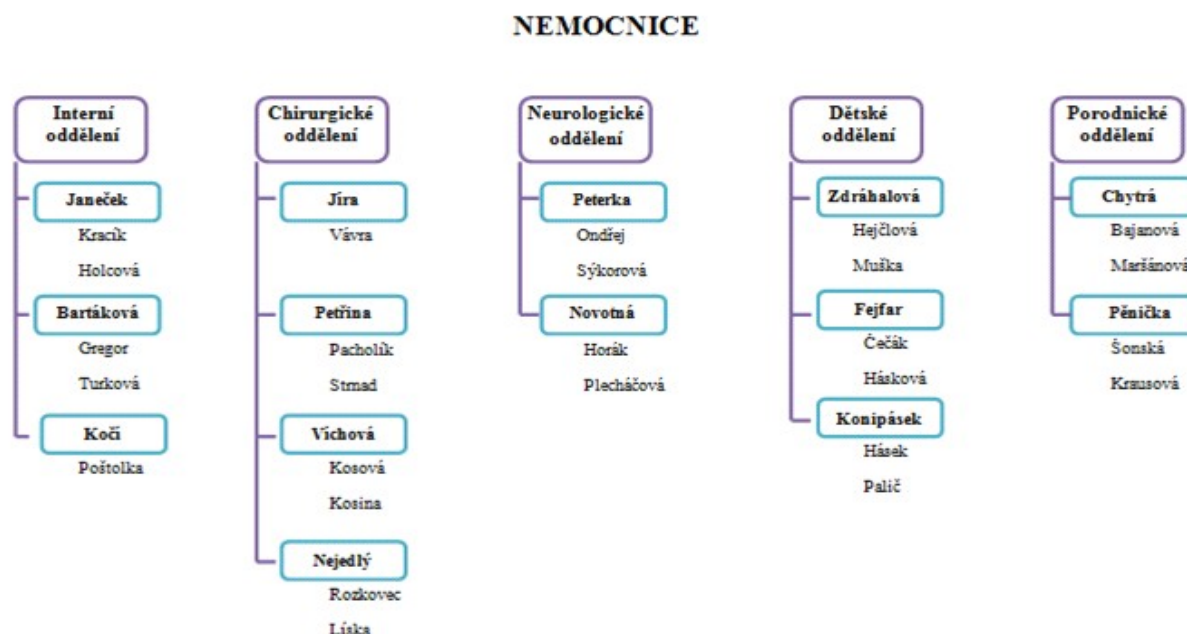 NEMOCNICE
Interní
oddělení
Janeček
Kracík
Holcová
Bartáková
Gregor
Turková
Kočí
Poštolka
Chirurgické
oddělení
Jíra
Vávra
Petřina
Pacholík
Strnad
Víchová
Kosová
Kosina
Nejedlý
Rozkovec
Líska
Neurologické
oddělení
Peterka
Ondřej
Sýkorová
Novotná
Horák
Plecháčová
Dětské
oddělení
Zdráhalová
Hejčlová
Muška
Fejfar
Čečák
Hásková
Konipásek
Hásek
Palič
Porodnické
oddělení
Chytrá
Bajanová
Maršánová
Pěnička
Šonská
Krausová